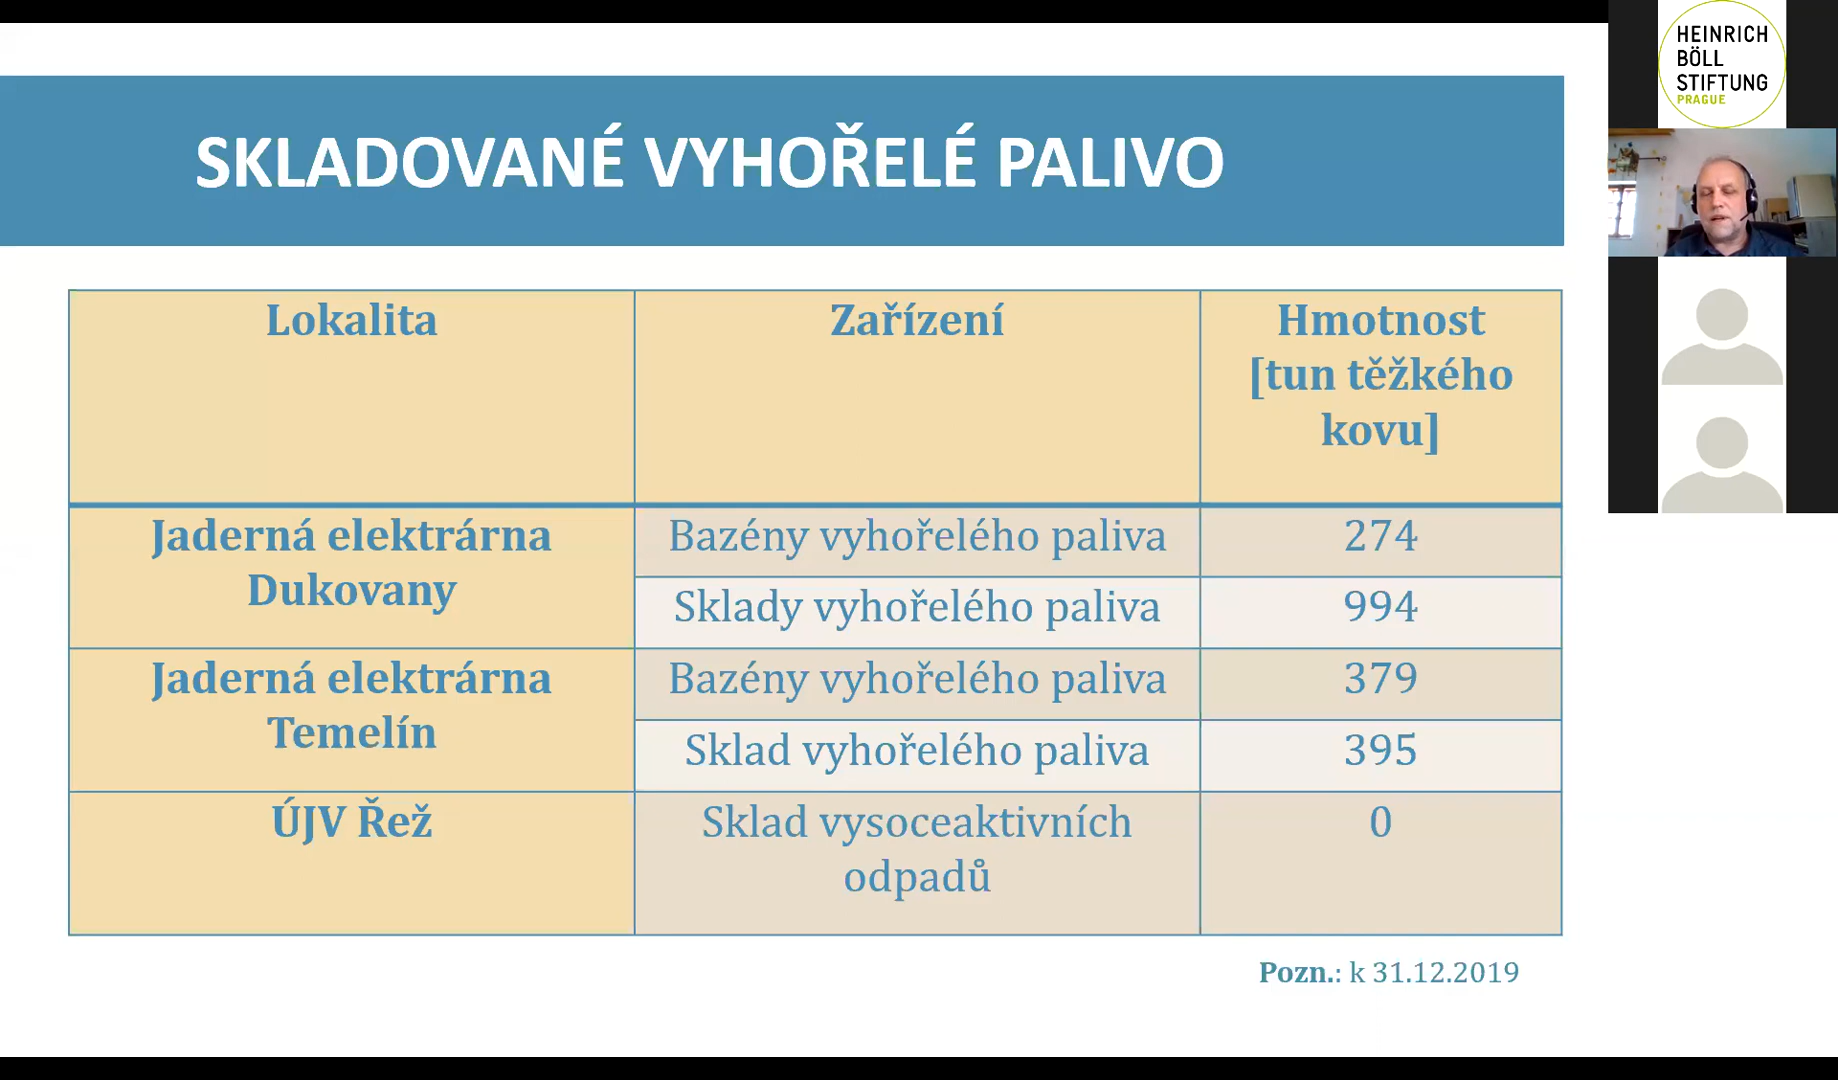 SKLADOVANÉ VYHOŘELÉ PALIVO
Lokalita
Zařízení
Hmotnost
[tun těžkého
kovu]
Jaderná elektrárna
Dukovany
Bazény vyhořelého paliva
274
Sklady vyhořelého paliva
994
Jaderná elektrárna
Temelín
Bazény vyhořelého paliva
379
Sklad vyhořelého paliva
395
ÚJV Řež
Sklad vysoceaktivních
odpadů
0
Pozn.: k 31.12.2019
HEINRICH
BÖLL
STIFTUNG
PRAGUE